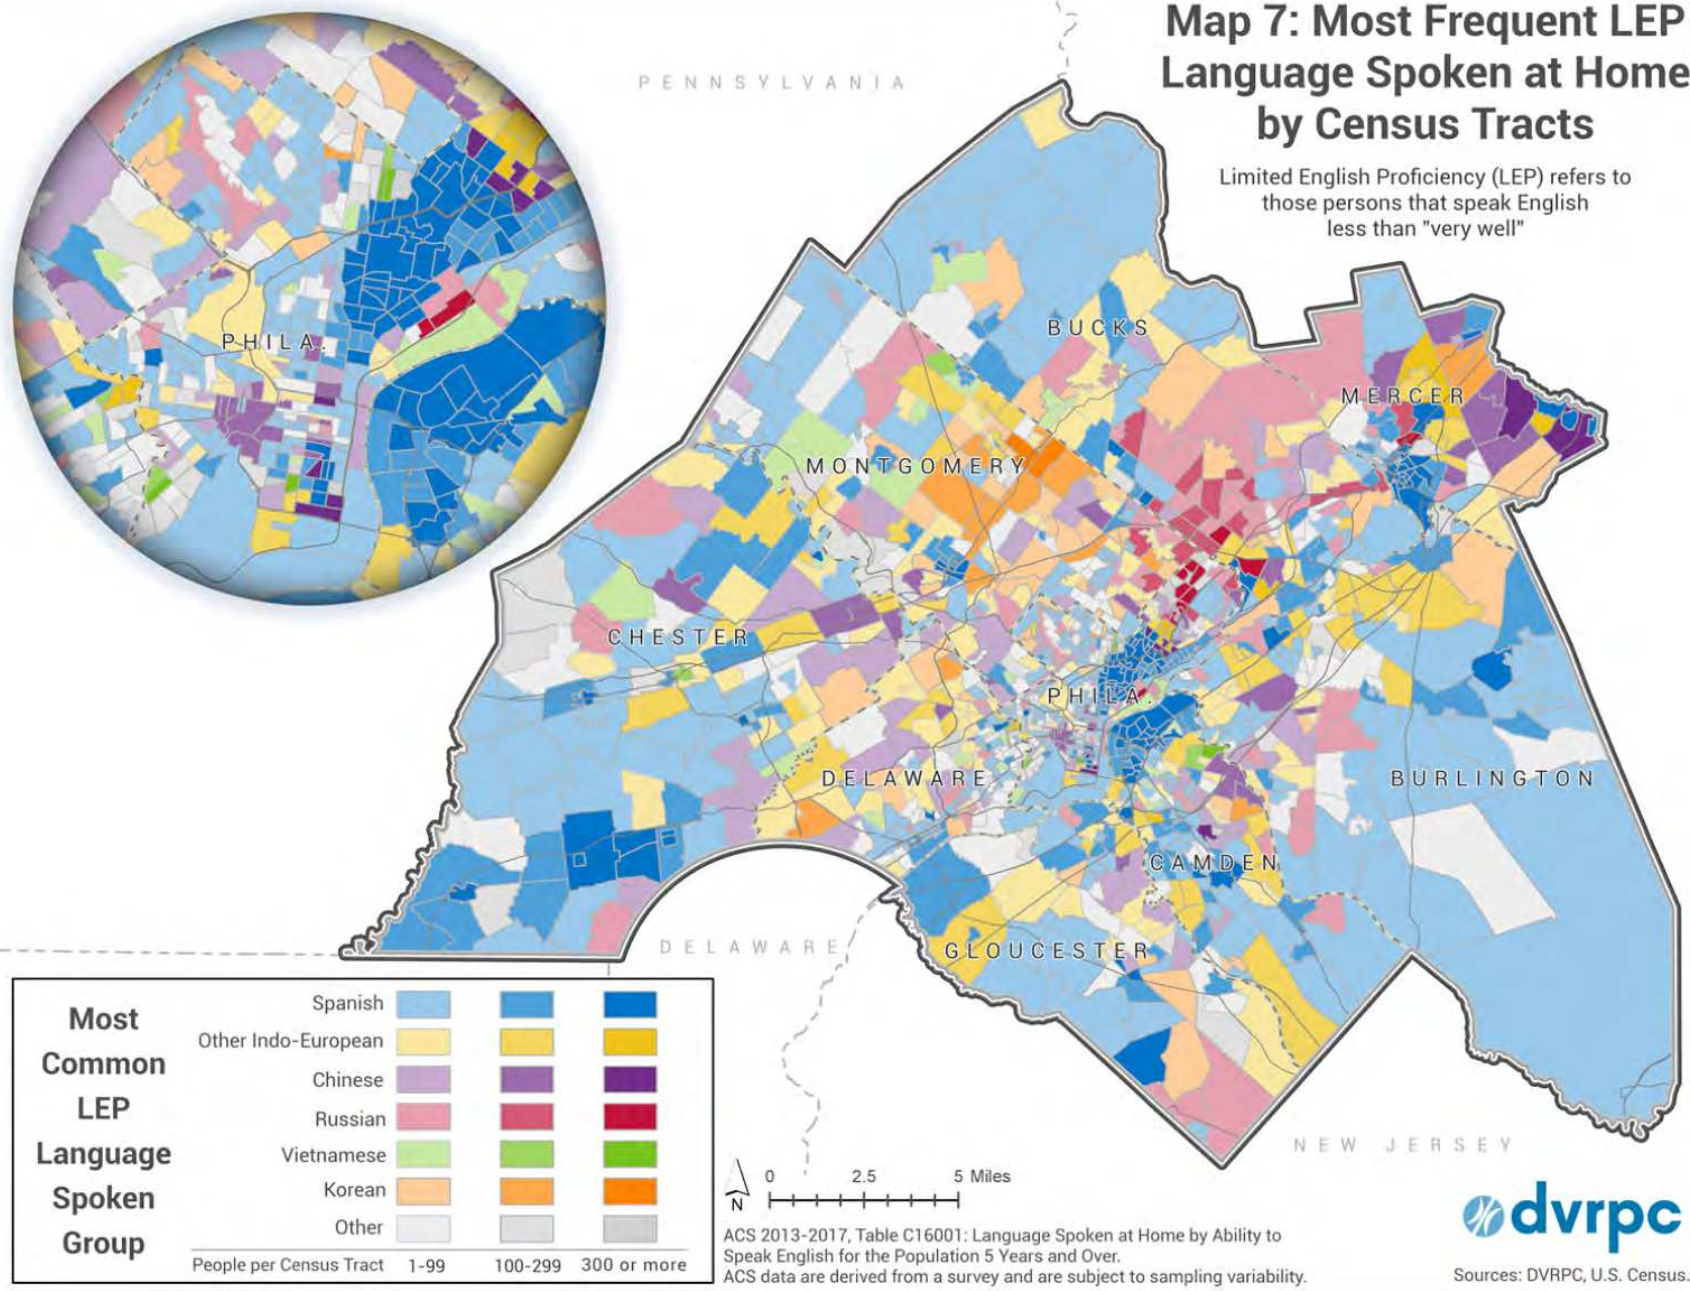 Map 7: Most Frequent LEP
Language Spoken at Home
by Census Tracts
Limited English Proficiency (LEP) refers to
those persons that speak English
less than "very well"
PENNSYLVANIA
PHILA.
BUCKS
MERCER
MONTGOMERY
CHESTER
PHILA.
DELAWARE
BURLINGTON
CAMDEN
GLOUCESTER
DELAWARE
NEW JERSEY
Most
Common
LEP
Language
Spoken
Group
Spanish
Other Indo-European
Chinese
Russian
Vietnamese
Korean
Other
People per Census Tract 1-99 100-299 300 or more
N
0 2.5 5 Miles
ACS 2013-2017, Table C16001: Language Spoken at Home by Ability to
Speak English for the Population 5 Years and Over.
ACS data are derived from a survey and are subject to sampling variability.
dvrpc
Sources: DVRPC, U.S. Census.